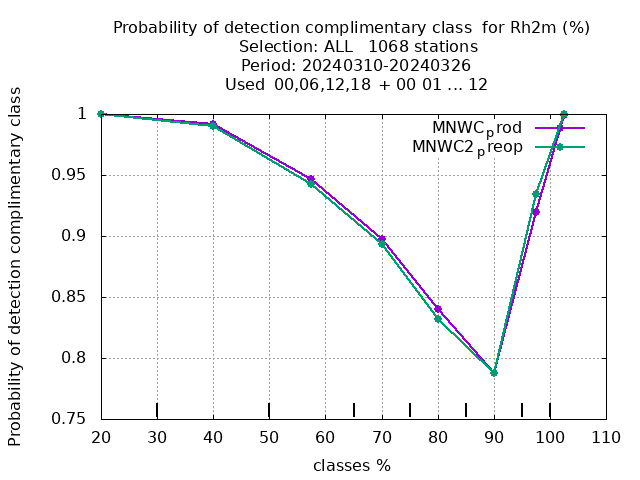 Probability of detection complimentary class  for Rh2m (%)
Selection: ALL   1068 stations
Period: 20240310-20240326
Used  00,06,12,18 + 00 01 ... 12
Probability of detection complimentary class
1
0.95
0.9
0.85
0.8
0.75
MNWCprod
MNWC2preop
20 30 40 50 60 70 80 90 100 110
classes %